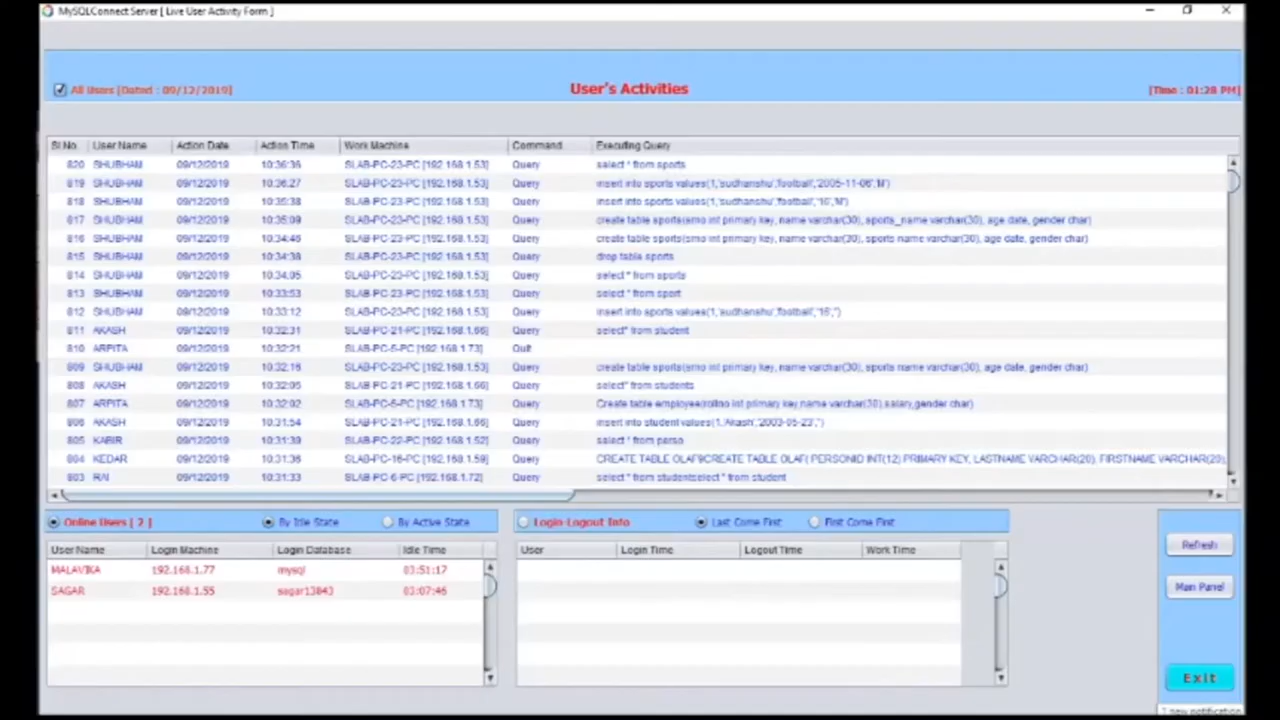 MySQLConnect Server [ Live User Activity Form ]
All Users [Dated : 09/12/2019] User's Activities [Time : 01:28 PM]
Sl No. User Name Action Date Action Time Work Machine Command Executing Query
820 SHUBHAM 09/12/2019 10:36:36 SLAB-PC-23-PC [192.168.1.53] Query select * from sports
819 SHUBHAM 09/12/2019 10:36:27 SLAB-PC-23-PC [192.168.1.53] Query insert into sports values(1,'sudhanshu','football','2005-11-06','M')
818 SHUBHAM 09/12/2019 10:35:38 SLAB-PC-23-PC [192.168.1.53] Query insert into sports values(1,'sudhanshu','football','16','M')
817 SHUBHAM 09/12/2019 10:35:09 SLAB-PC-23-PC [192.168.1.53] Query create table sports(srno int primary key, name varchar(30), sports_name varchar(30), age date, gender char)
816 SHUBHAM 09/12/2019 10:34:46 SLAB-PC-23-PC [192.168.1.53] Query create table sports(srno int primary key, name varchar(30), sports name varchar(30), age date, gender char)
815 SHUBHAM 09/12/2019 10:34:38 SLAB-PC-23-PC [192.168.1.53] Query drop table sports
814 SHUBHAM 09/12/2019 10:34:05 SLAB-PC-23-PC [192.168.1.53] Query select * from sports
813 SHUBHAM 09/12/2019 10:33:53 SLAB-PC-23-PC [192.168.1.53] Query select * from sport
812 SHUBHAM 09/12/2019 10:33:12 SLAB-PC-23-PC [192.168.1.53] Query insert into sports values(1,'sudhanshu','football','16','')
811 AKASH 09/12/2019 10:32:31 SLAB-PC-21-PC [192.168.1.66] Query select* from student
810 ARPITA 09/12/2019 10:32:21 SLAB-PC-5-PC [192.168.1.73] Quit
809 SHUBHAM 09/12/2019 10:32:16 SLAB-PC-23-PC [192.168.1.53] Query create table sports(srno int primary key, name varchar(30), sports name varchar(30), age date, gender char)
808 AKASH 09/12/2019 10:32:05 SLAB-PC-21-PC [192.168.1.66] Query select* from students
807 ARPITA 09/12/2019 10:32:02 SLAB-PC-5-PC [192.168.1.73] Query Create table employee(rollno int primary key,name varchar(30),salary,gender char)
806 AKASH 09/12/2019 10:31:54 SLAB-PC-21-PC [192.168.1.66] Query insert into student values(1,'Akash','2003-05-23','')
805 KABIR 09/12/2019 10:31:39 SLAB-PC-22-PC [192.168.1.52] Query select * from perso
804 KEDAR 09/12/2019 10:31:36 SLAB-PC-16-PC [192.168.1.59] Query CREATE TABLE OLAF9CREATE TABLE OLAF( PERSONID INT(12) PRIMARY KEY, LASTNAME VARCHAR(20), FIRSTNAME VARCHAR(20),
803 RAI 09/12/2019 10:31:33 SLAB-PC-6-PC [192.168.1.72] Query select * from studentselect * from student
Online Users [ 2 ] By Idle State By Active State Login-Logout Info Last Come First First Come First
User Name Login Machine Login Database Idle Time User Login Time Logout Time Work Time
MALAVIKA 192.168.1.77 mysql 03:51:17
SAGAR 192.168.1.55 sagar13843 03:07:46
Refresh
Main Panel
Exit
new notification